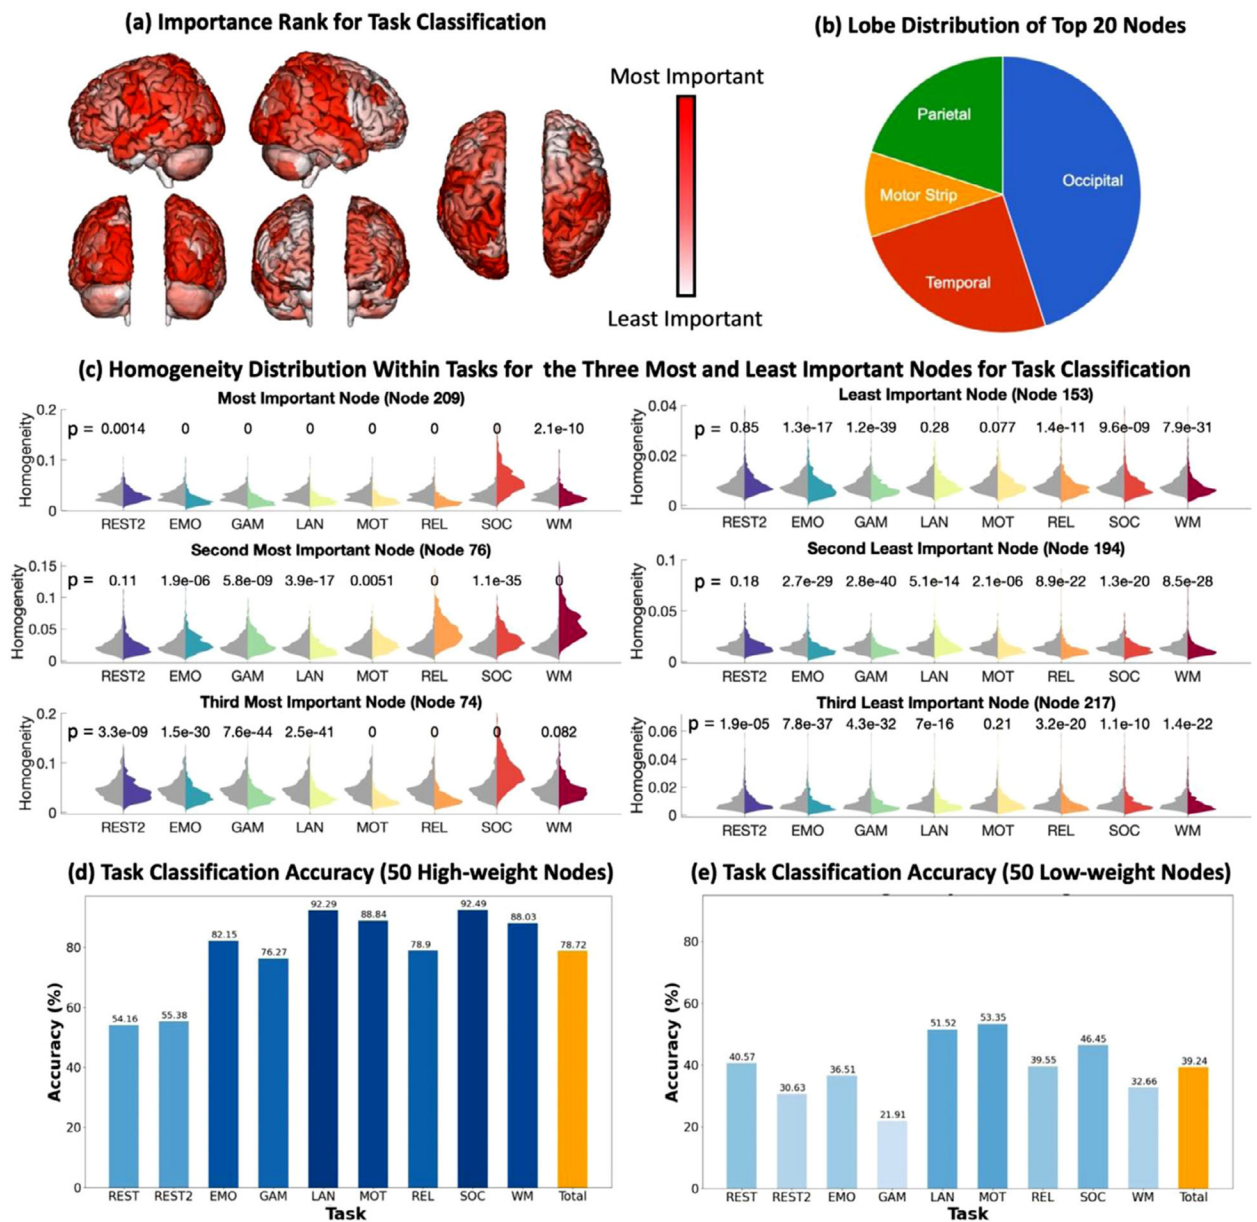 (a) Importance Rank for Task Classification
(b) Lobe Distribution of Top 20 Nodes
Most Important
Least Important
Parietal
Occipital
Motor Strip
Temporal
(c) Homogeneity Distribution Within Tasks for the Three Most and Least Important Nodes for Task Classification
Most Important Node (Node 209)
Homogeneity
0.2
0.1
0
p = 0.0014 0 0 0 0 0 0 2.1e-10
REST2 EMO GAM LAN MOT REL SOC WM
Least Important Node (Node 153)
Homogeneity
0.04
0.02
0
p = 0.85 1.3e-17 1.2e-39 0.28 0.077 1.4e-11 9.6e-09 7.9e-31
REST2 EMO GAM LAN MOT REL SOC WM
Second Most Important Node (Node 76)
Homogeneity
0.15
0.1
0.05
0
p = 0.11 1.9e-06 5.8e-09 3.9e-17 0.0051 0 1.1e-35 0
REST2 EMO GAM LAN MOT REL SOC WM
Second Least Important Node (Node 194)
Homogeneity
0.1
0.05
0
p = 0.18 2.7e-29 2.8e-40 5.1e-14 2.1e-06 8.9e-22 1.3e-20 8.5e-28
REST2 EMO GAM LAN MOT REL SOC WM
Third Most Important Node (Node 74)
Homogeneity
0.2
0.1
0
p = 3.3e-09 1.5e-30 7.6e-44 2.5e-41 0 0 0 0.082
REST2 EMO GAM LAN MOT REL SOC WM
Third Least Important Node (Node 217)
Homogeneity
0.06
0.04
0.02
0
p = 1.9e-05 7.8e-37 4.3e-32 7e-16 0.21 3.2e-20 1.1e-10 1.4e-22
REST2 EMO GAM LAN MOT REL SOC WM
(d) Task Classification Accuracy (50 High-weight Nodes)
Accuracy (%)
80
60
40
20
0
54.16 55.38 82.15 76.27 92.29 88.84 78.9 92.49 88.03 78.72
REST REST2 EMO GAM LAN MOT REL SOC WM Total
Task
(e) Task Classification Accuracy (50 Low-weight Nodes)
Accuracy (%)
80
60
40
20
0
40.57 30.63 36.51 21.91 51.52 53.35 39.55 46.45 32.66 39.24
REST REST2 EMO GAM LAN MOT REL SOC WM Total
Task